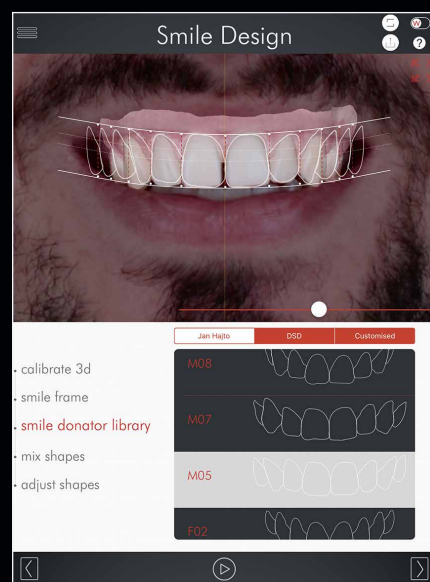 Smile Design
W
?
Jan Hajto
DSD
Customised
• calibrate 3d
• smile frame
• smile donator library
• mix shapes
• adjust shapes
M08
M07
M05
F02